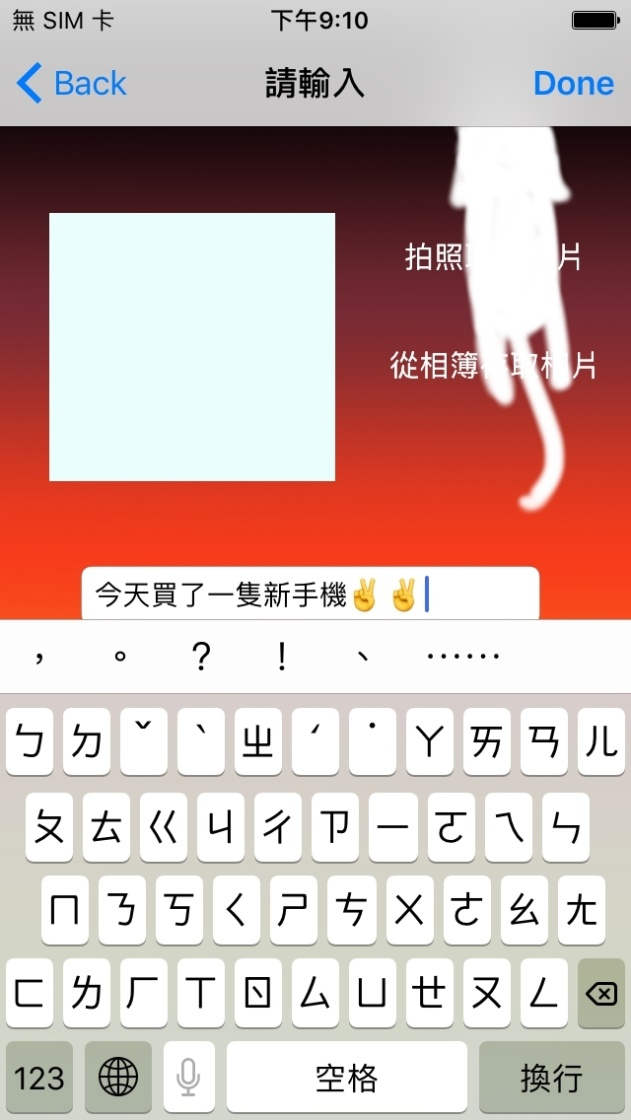 無 SIM 卡 下午9:10
Back 請輸入 Done
拍照 片
從相簿 取相片
今天買了一隻新手機✌️ ✌️
， 。 ？ ！ 、 ⋯⋯
ㄅ ㄉ ˇ ˋ ㄓ ˊ ˙ ㄚ ㄞ ㄢ ㄦ
ㄆ ㄊ ㄍ ㄐ ㄔ ㄗ ㄧ ㄛ ㄟ ㄣ
ㄇ ㄋ ㄎ ㄑ ㄕ ㄘ ㄨ ㄜ ㄠ ㄤ
ㄈ ㄌ ㄏ ㄒ ㄖ ㄙ ㄩ ㄝ ㄡ ㄥ
123 空格 換行